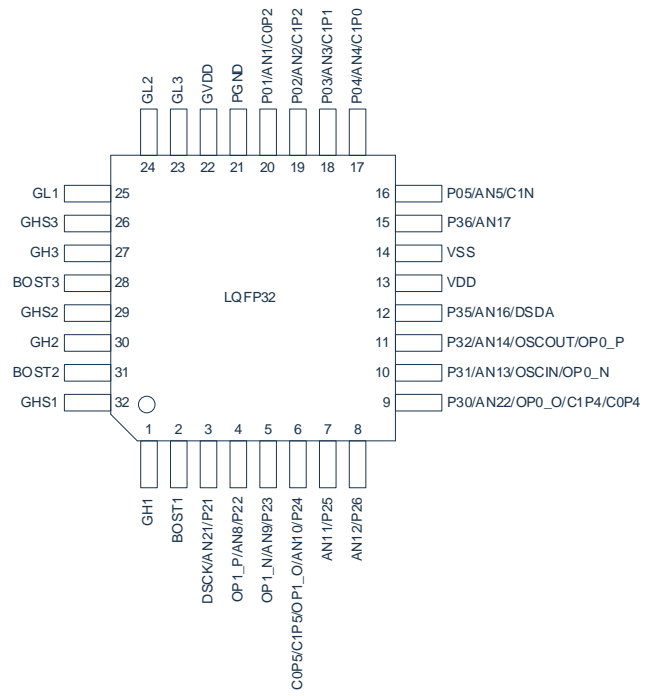 GL2
GL3
GVDD
PGND
P01/AN1/C0P2
P02/AN2/C1P2
P03/AN3/C1P1
P04/AN4/C1P0
24
23
22
21
20
19
18
17
GL1
25
GHS3
26
GH3
27
BOST3
28
GHS2
29
GH2
30
BOST2
31
GHS1
32
LQFP32
16
P05/AN5/C1N
15
P36/AN17
14
VSS
13
VDD
12
P35/AN16/DSDA
11
P32/AN14/OSCOUT/OP0_P
10
P31/AN13/OSCIN/OP0_N
9
P30/AN22/OP0_O/C1P4/C0P4
1
2
3
4
5
6
7
8
GH1
BOST1
DSCK/AN21/P21
OP1_P/AN8/P22
OP1_N/AN9/P23
C0P5/C1P5/OP1_O/AN10/P24
AN11/P25
AN12/P26